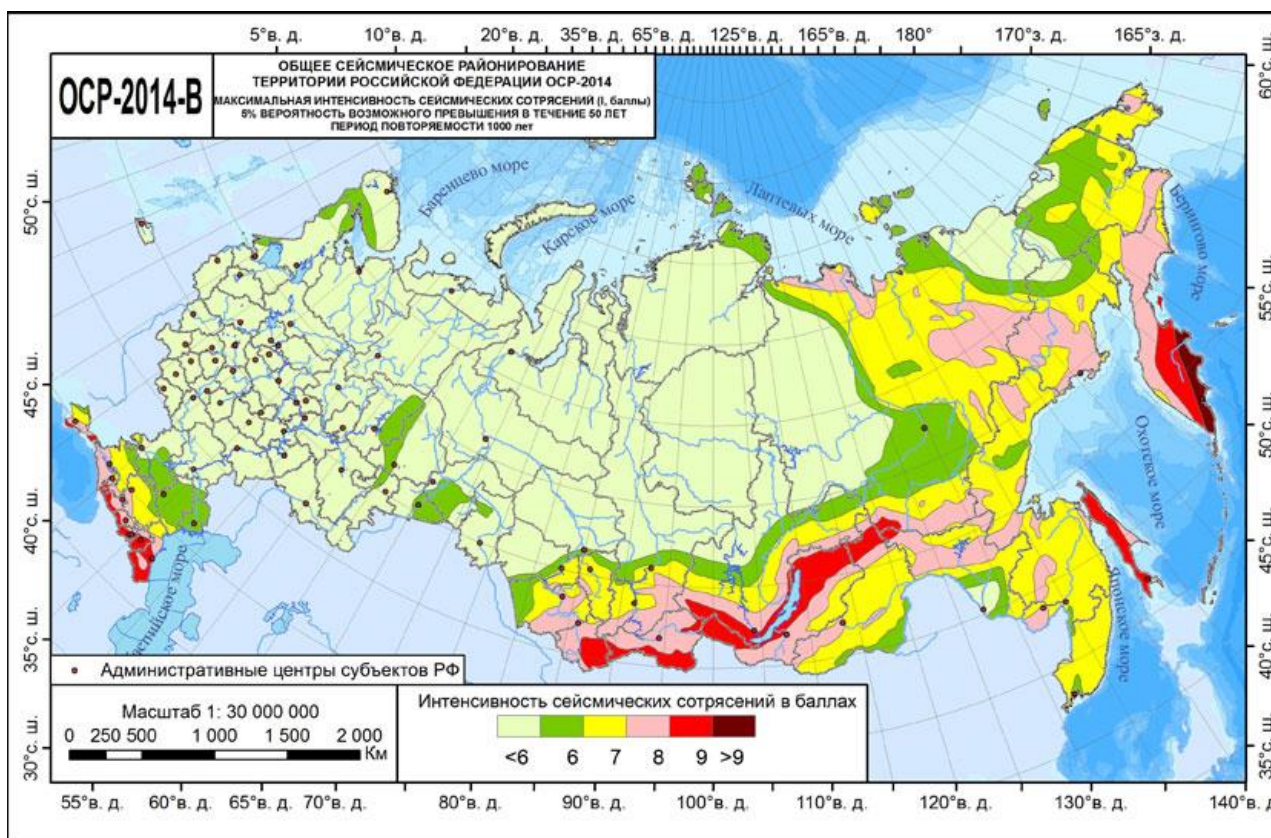 5°в. д. 10°в. д. 20°в. д. 35°в. д. 65°в. д. 125°в. д. 165°в. д. 180° 170°з. д. 165°з. д.
ОСР-2014-В
ОБЩЕЕ СЕЙСМИЧЕСКОЕ РАЙОНИРОВАНИЕ
ТЕРРИТОРИИ РОССИЙСКОЙ ФЕДЕРАЦИИ ОСР-2014
МАКСИМАЛЬНАЯ ИНТЕНСИВНОСТЬ СЕЙСМИЧЕСКИХ СОТРЯСЕНИЙ (I, баллы)
5% ВЕРОЯТНОСТЬ ВОЗМОЖНОГО ПРЕВЫШЕНИЯ В ТЕЧЕНИЕ 50 ЛЕТ
ПЕРИОД ПОВТОРЯЕМОСТИ 1000 лет
60°с. ш.
50°с. ш.
Баренцево море
Карское море
Лаптевых море
Берингово море
55°с. ш.
45°с. ш.
50°с. ш.
Охотское море
40°с. ш.
45°с. ш.
Японское море
35°с. ш.
40°с. ш.
Административные центры субъектов РФ
Масштаб 1: 30 000 000
0 250 500 1 000 1 500 2 000
Км
Интенсивность сейсмических сотрясений в баллах
<6 6 7 8 9 >9
30°с. ш.
35°с. ш.
55°в. д. 60°в. д. 65°в. д. 70°в. д. 80°в. д. 90°в. д. 100°в. д. 110°в. д. 120°в. д. 130°в. д. 140°в. д